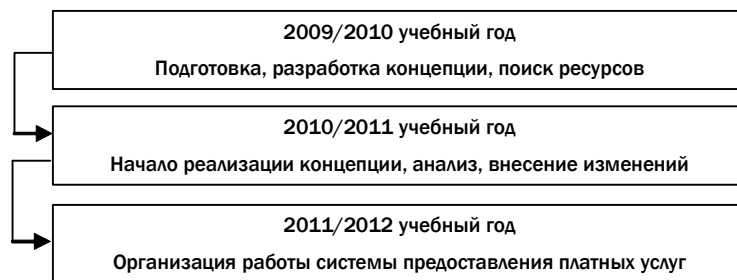 2009/2010 учебный год
Подготовка, разработка концепции, поиск ресурсов
2010/2011 учебный год
Начало реализации концепции, анализ, внесение изменений
2011/2012 учебный год
Организация работы системы предоставления платных услуг